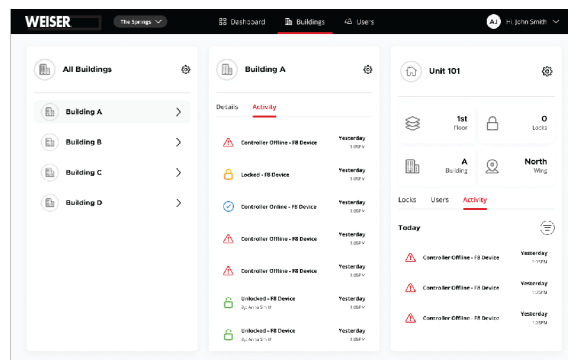 WEISER
The Springs
Dashboard
Buildings
Users
AJ
Hi, John Smith
All Buildings
Building A
Building B
Building C
Building D
Building A
Details
Activity
Controller Offline - F8 Device
Yesterday
Locked - F8 Device
Yesterday
Controller Online - F8 Device
Yesterday
Controller Offline - F8 Device
Yesterday
Controller Offline - F8 Device
Yesterday
Unlocked - F8 Device
Yesterday
Unlocked - F8 Device
Yesterday
Unit 101
1st
Floor
0
Locks
A
Building
North
Wing
Locks
Users
Activity
Today
Controller Offline - F8 Device
Yesterday
Controller Offline - F8 Device
Yesterday
Controller Offline - F8 Device
Yesterday